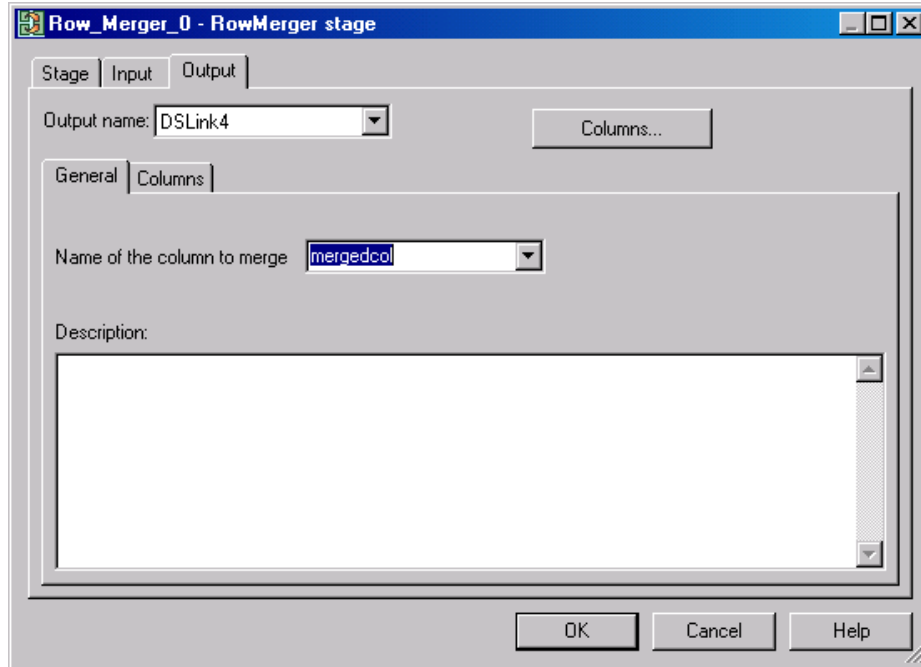 Row_Merger_0 - RowMerger stage
Stage Input Output
Output name: DSLink4 Columns...
General Columns
Name of the column to merge mergedcol
Description:
OK Cancel Help